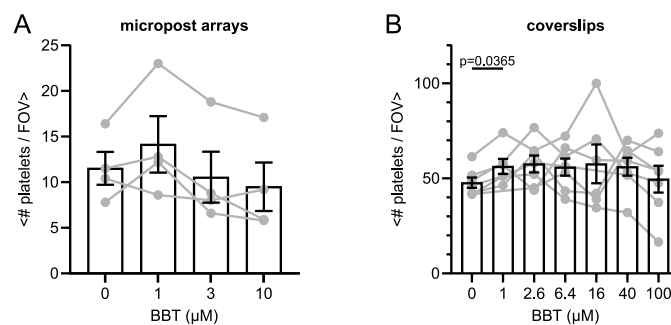 A
micropost arrays
<# platelets / FOV>
25
20
15
10
5
0
0 1 3 10
BBT (µM)
B
coverslips
p=0.0365
<# platelets / FOV>
100
50
0
0 1 2.6 6.4 16 40 100
BBT (µM)